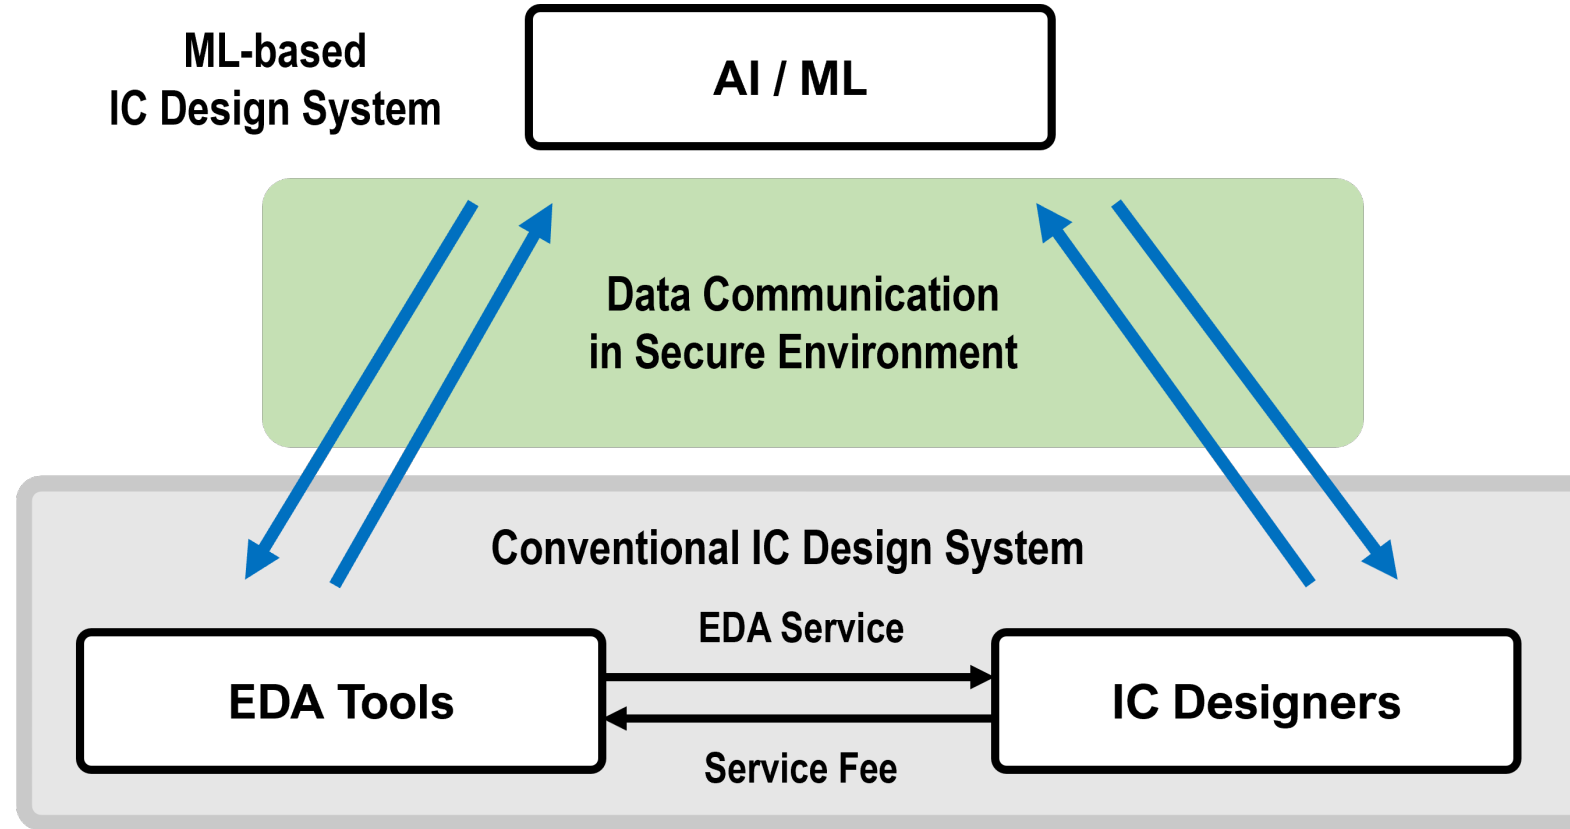 ML-based
IC Design System
AI / ML
Data Communication
in Secure Environment
Conventional IC Design System
EDA Service
EDA Tools
IC Designers
Service Fee